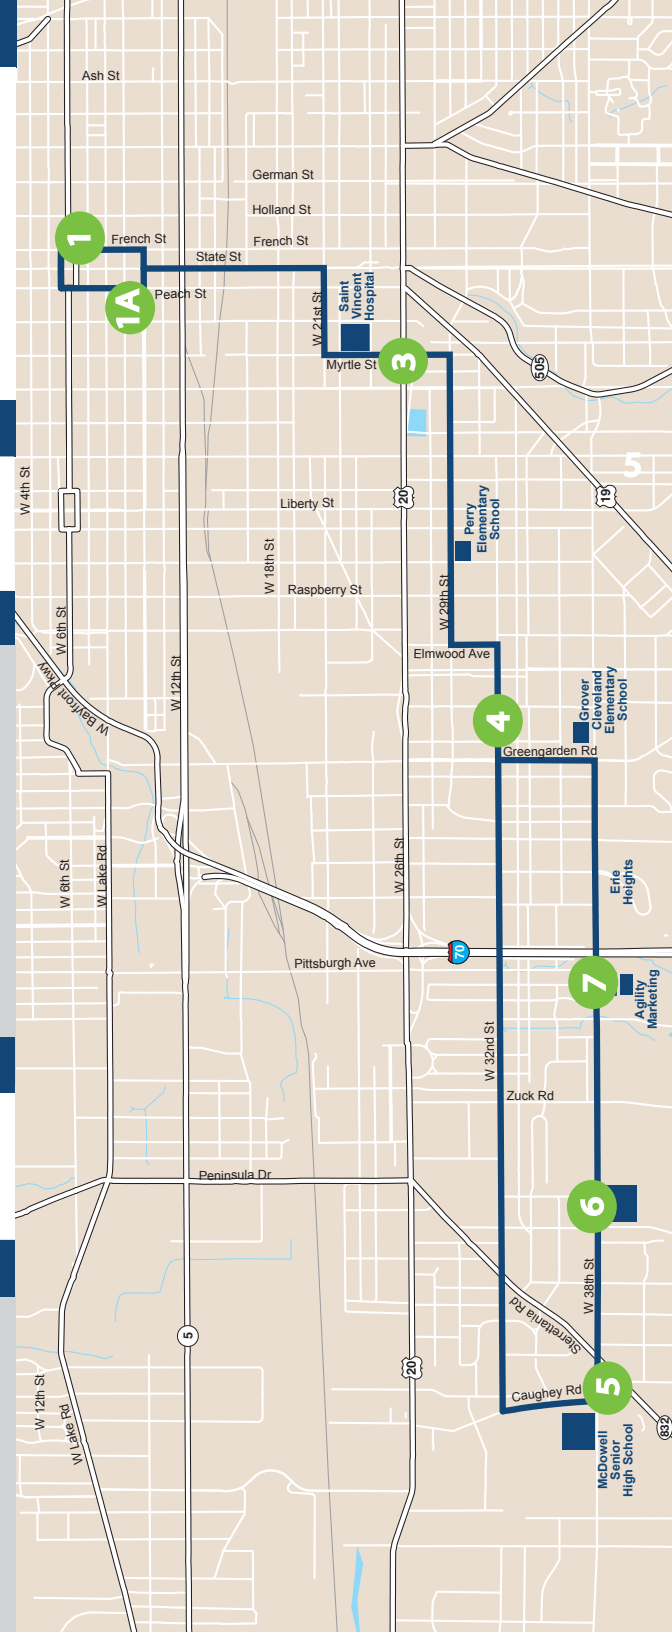 Ash St
German St
Holland St
French St
1
French St
State St
Peach St
1A
W 21st St
Saint
Vincent
Hospital
Myrtle St
3
505
5
W 4th St
Liberty St
20
19
Perry
Elementary
School
W 18th St
Raspberry St
W 29th St
W 6th St
Elmwood Ave
W 12th St
W Bayfront Pkwy
4
Grover
Cleveland
Elementary
School
Greengarden Rd
W 6th St
W Lake Rd
W 26th St
Erie
Heights
70
Pittsburgh Ave
7
Agility
Marketing
W 32nd St
Zuck Rd
Peninsula Dr
6
W 38th St
Sterrettania Rd
5
20
Caughey Rd
5
W 12th St
W Lake Rd
832
McDowell
Senior
High School